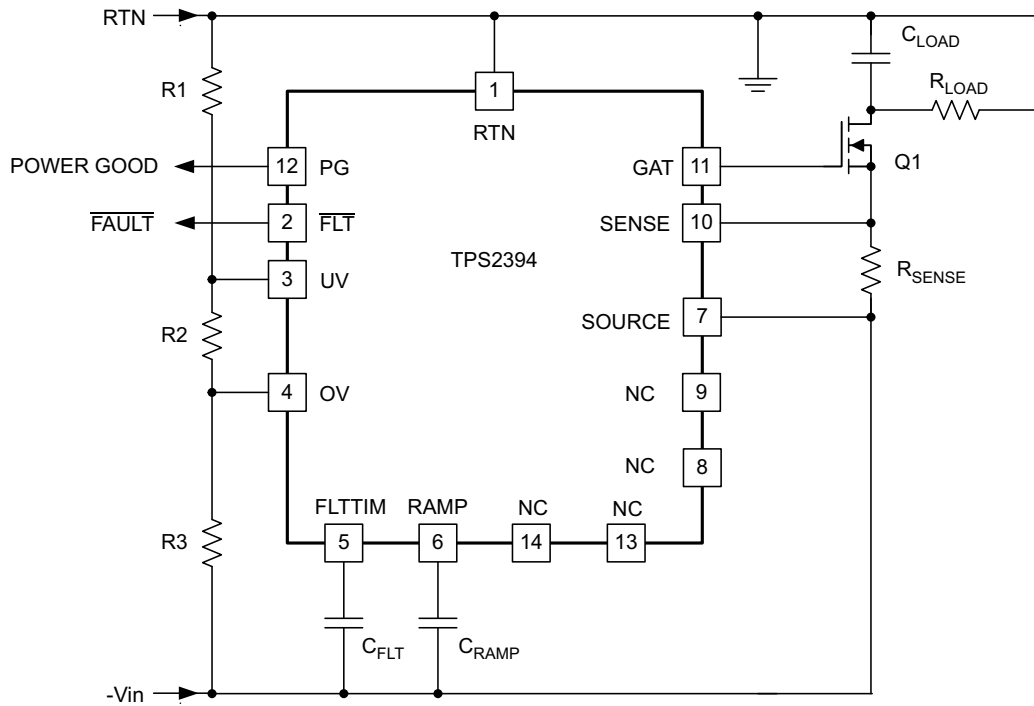 RTN
C_LOAD
R1
R_LOAD
1
RTN
POWER GOOD
12
PG
GAT
11
Q1
FAULT
2
FLT
SENSE
10
TPS2394
3
UV
R_SENSE
SOURCE
7
R2
4
OV
NC
9
NC
8
FLTTIM
RAMP
NC
NC
R3
5
6
14
13
C_FLT
C_RAMP
-Vin